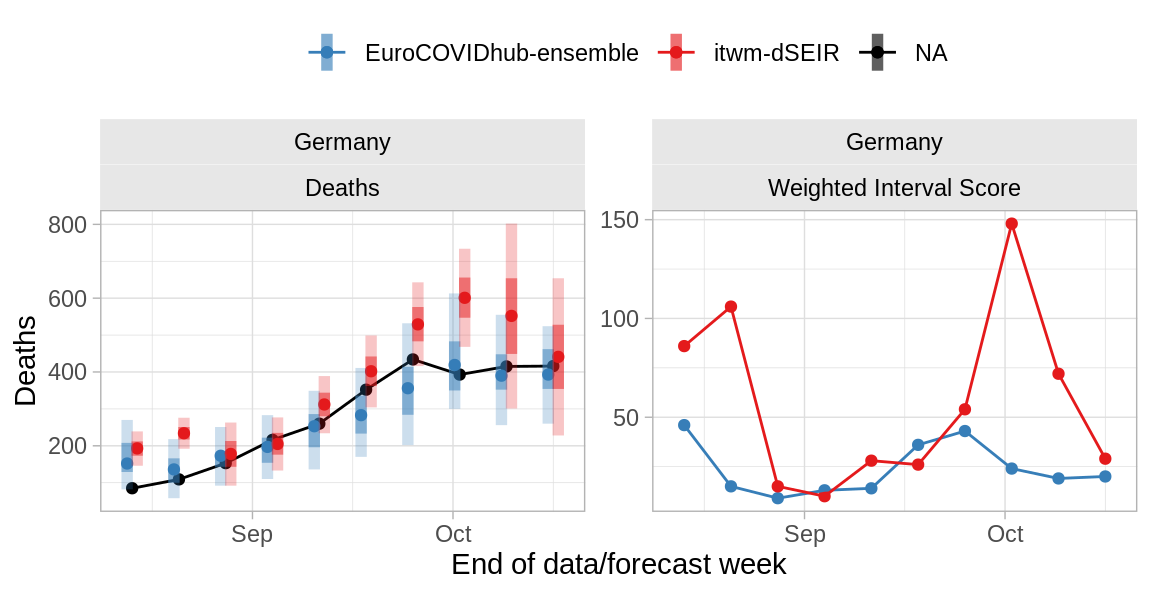 EuroCOVIDhub-ensemble itwm-dSEIR NA
Germany
Deaths
Germany
Weighted Interval Score
Deaths
800
600
400
200
Sep Oct
150
100
50
Sep Oct
End of data/forecast week